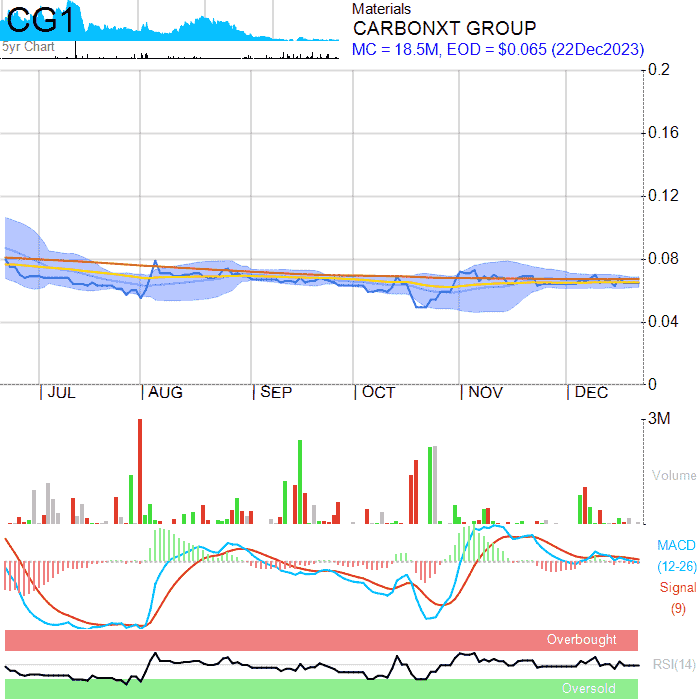 CG1
5yr Chart
Materials
CARBONXT GROUP
MC = 18.5M, EOD = $0.065 (22Dec2023)
0.2
0.16
0.12
0.08
0.04
0
JUL AUG SEP OCT NOV DEC
3M
Volume
MACD
(12-26)
Signal
(9)
Overbought
RSI(14)
Oversold